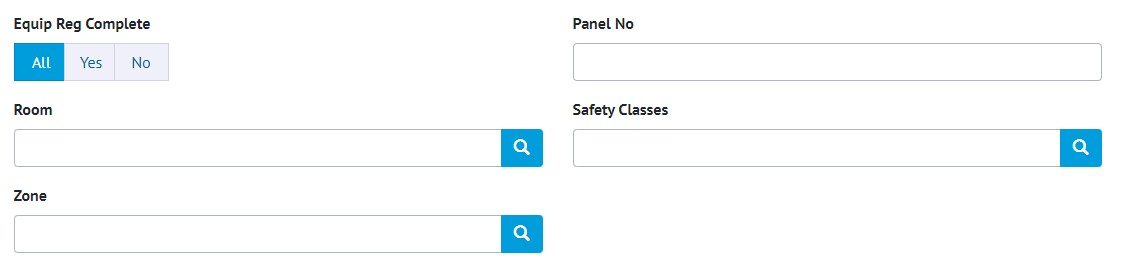 Equip Reg Complete
Panel No
All Yes No
Room
Safety Classes
Zone